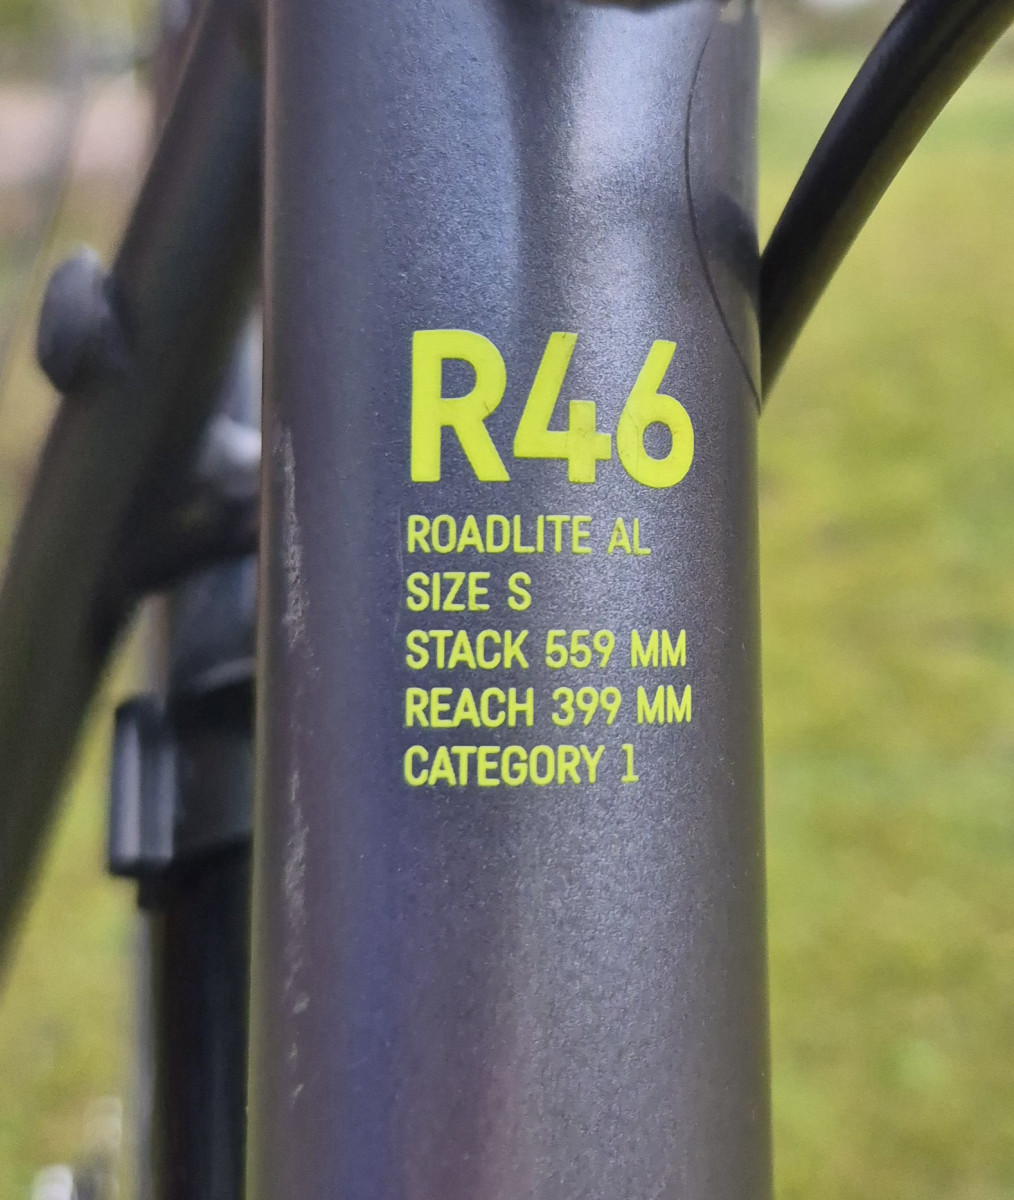 R46
ROADLITE AL
SIZE S
STACK 559 MM
REACH 399 MM
CATEGORY 1